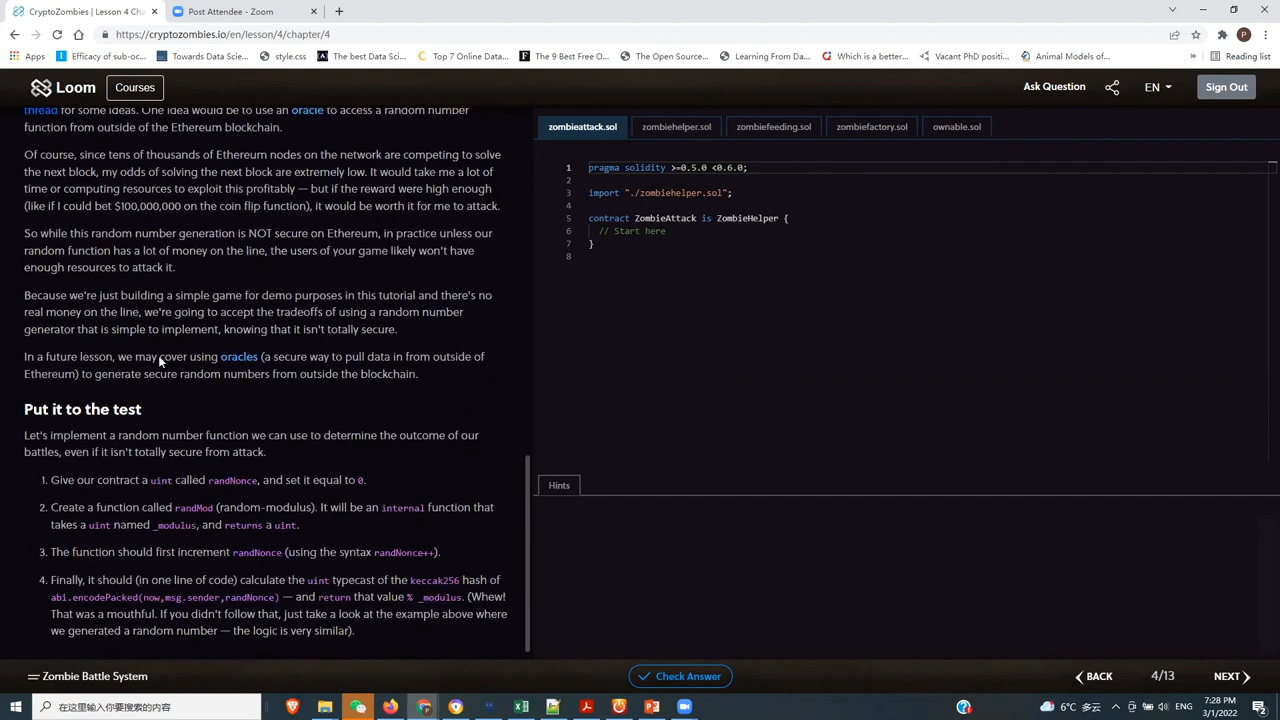 CryptoZombies | Lesson 4 Cha
Post Attendee - Zoom
https://cryptozombies.io/en/lesson/4/chapter/4
Apps
Efficacy of sub-oc...
Towards Data Scie...
style.css
The best Data Sci...
Top 7 Online Data...
The 9 Best Free O...
The Open Source...
Learning From Da...
Which is a better...
Vacant PhD positi...
Animal Models of...
Reading list
Loom
Courses
Ask Question
EN
Sign Out
thread for some ideas. One idea would be to use an oracle to access a random number
function from outside of the Ethereum blockchain.
Of course, since tens of thousands of Ethereum nodes on the network are competing to solve
the next block, my odds of solving the next block are extremely low. It would take me a lot of
time or computing resources to exploit this profitably — but if the reward were high enough
(like if I could bet $100,000,000 on the coin flip function), it would be worth it for me to attack.
So while this random number generation is NOT secure on Ethereum, in practice unless our
random function has a lot of money on the line, the users of your game likely won't have
enough resources to attack it.
Because we're just building a simple game for demo purposes in this tutorial and there's no
real money on the line, we're going to accept the tradeoffs of using a random number
generator that is simple to implement, knowing that it isn't totally secure.
In a future lesson, we may cover using oracles (a secure way to pull data in from outside of
Ethereum) to generate secure random numbers from outside the blockchain.
Put it to the test
Let's implement a random number function we can use to determine the outcome of our
battles, even if it isn't totally secure from attack.
1. Give our contract a uint called randNonce, and set it equal to 0.
2. Create a function called randMod (random-modulus). It will be an internal function that
takes a uint named _modulus, and returns a uint.
3. The function should first increment randNonce (using the syntax randNonce++).
4. Finally, it should (in one line of code) calculate the uint typecast of the keccak256 hash of
abi.encodePacked(now,msg.sender,randNonce) — and return that value % _modulus. (Whew!
That was a mouthful. If you didn't follow that, just take a look at the example above where
we generated a random number — the logic is very similar).
zombieattack.sol
zombiehelper.sol
zombiefeeding.sol
zombiefactory.sol
ownable.sol
1 pragma solidity >=0.5.0 <0.6.0;
2
3 import "./zombiehelper.sol";
4
5 contract ZombieAttack is ZombieHelper {
6 // Start here
7 }
8
Hints
Zombie Battle System
Check Answer
BACK
4/13
NEXT
在这里输入你要搜索的内容
6°C 多云
ENG
7:28 PM
3/1/2022